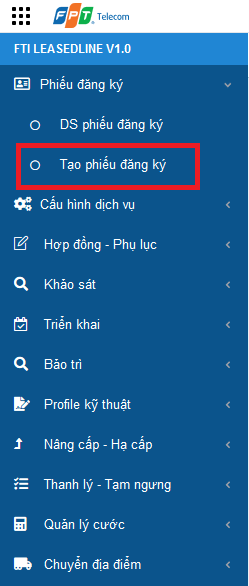 FPT Telecom
FTI LEASEDLINE V1.0
Phiếu đăng ký
DS phiếu đăng ký
Tạo phiếu đăng ký
Cấu hình dịch vụ
Hợp đồng - Phụ lục
Khảo sát
Triển khai
Bảo trì
Profile kỹ thuật
Nâng cấp - Hạ cấp
Thanh lý - Tạm ngưng
Quản lý cước
Chuyển địa điểm